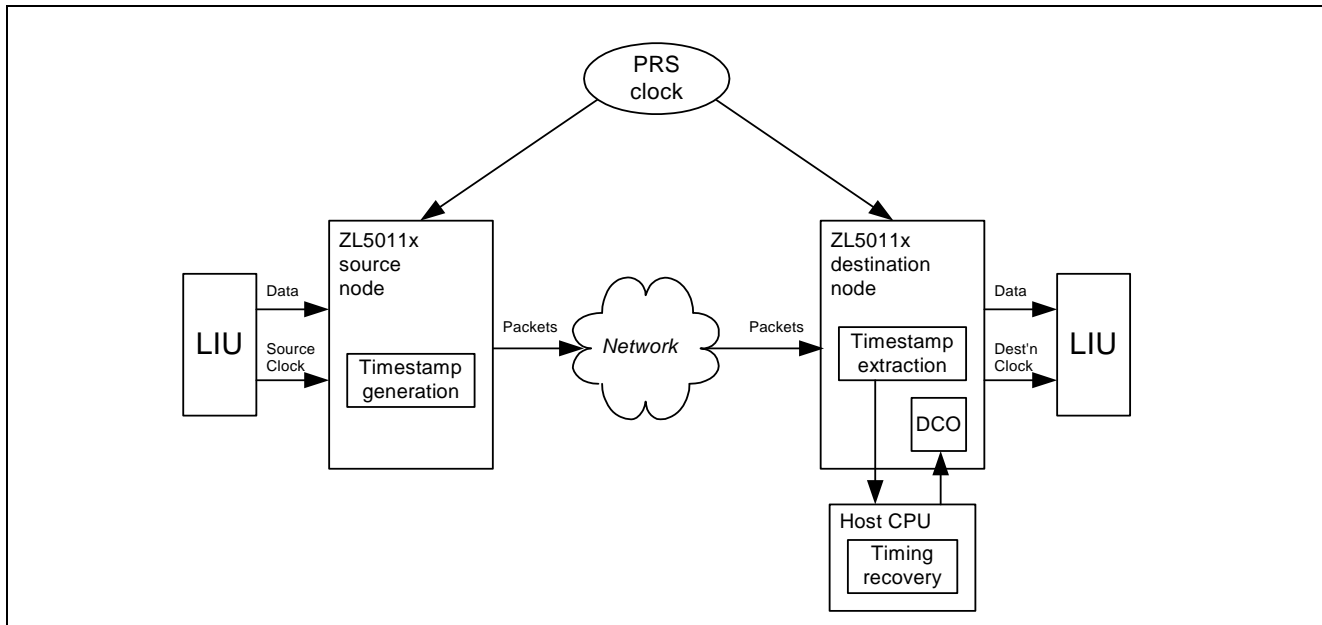 PRS
clock
ZL5011x
source
node
ZL5011x
destination
node
LIU
Data
Source
Clock
Timestamp
generation
Packets
Network
Packets
Timestamp
extraction
DCO
Data
Dest'n
Clock
LIU
Host CPU
Timing
recovery